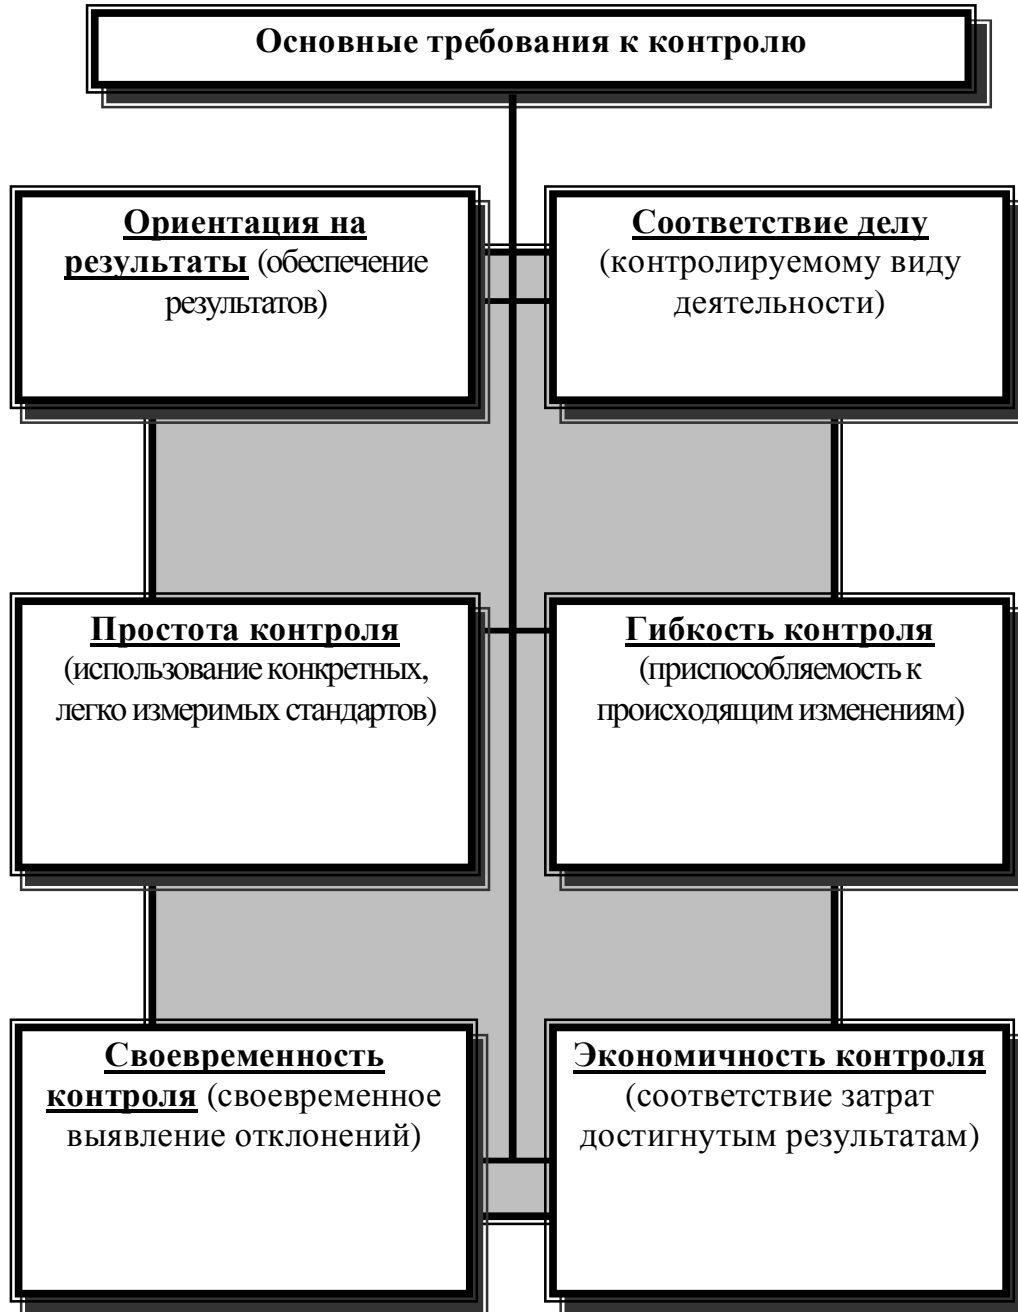 Основные требования к контролю
Ориентация на
результаты (обеспечение
результатов)
Соответствие делу
(контролируемому виду
деятельности)
Простота контроля
(использование конкретных,
легко измеримых стандартов)
Гибкость контроля
(приспособляемость к
происходящим изменениям)
Своевременность
контроля (своевременное
выявление отклонений)
Экономичность контроля
(соответствие затрат
достигнутым результатам)